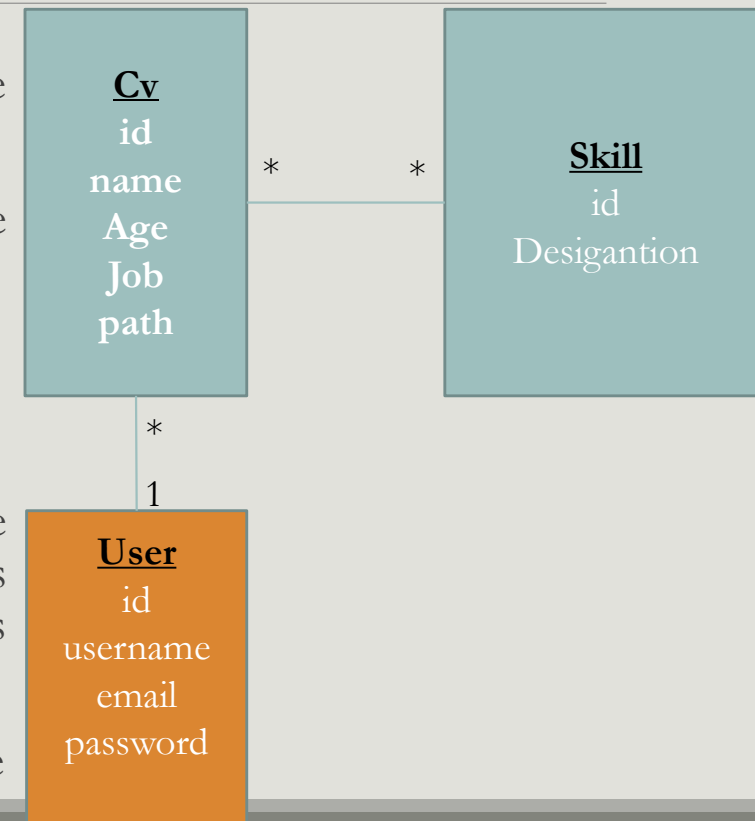 Cv
id
name
Age
Job
path
*
*
Skill
id
Desigantion
*
1
User
id
username
email
password